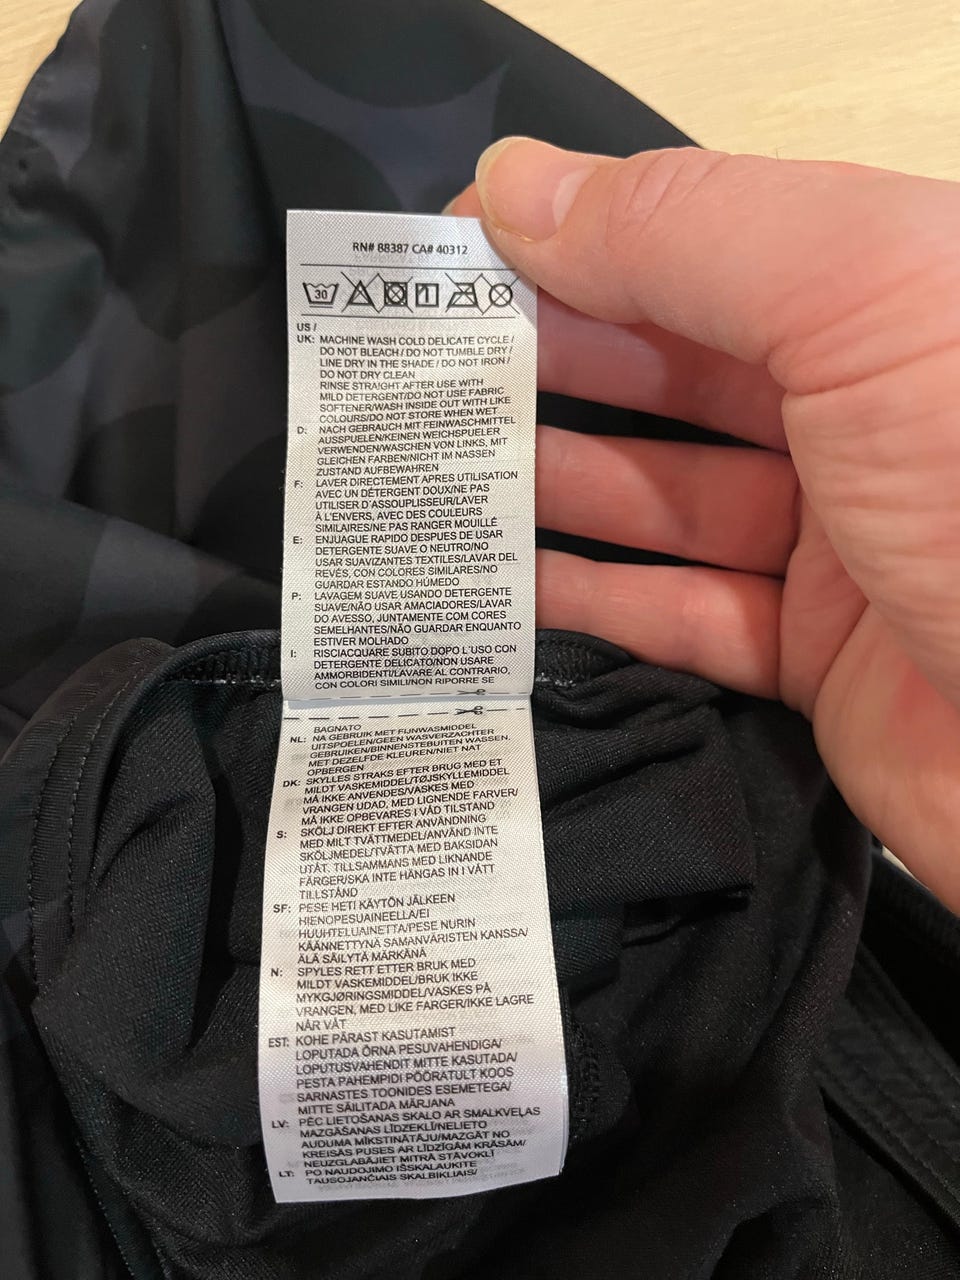 RN# 88387 CA# 40312
30
US /
UK: MACHINE WASH COLD DELICATE CYCLE /
DO NOT BLEACH / DO NOT TUMBLE DRY /
LINE DRY IN THE SHADE / DO NOT IRON /
DO NOT DRY CLEAN
RINSE STRAIGHT AFTER USE WITH
MILD DETERGENT/DO NOT USE FABRIC
SOFTENER/WASH INSIDE OUT WITH LIKE
COLOURS/DO NOT STORE WHEN WET
D: NACH GEBRAUCH MIT FEINWASCHMITTEL
AUSSPUELEN/KEINEN WEICHSPUELER
VERWENDEN/WASCHEN VON LINKS, MIT
GLEICHEN FARBEN/NICHT IM NASSEN
ZUSTAND AUFBEWAHREN
F: LAVER DIRECTEMENT APRES UTILISATION
AVEC UN DÉTERGENT DOUX/NE PAS
UTILISER D'ASSOUPLISSEUR/LAVER
À L'ENVERS, AVEC DES COULEURS
SIMILAIRES/NE PAS RANGER MOUILLÉ
E: ENJUAGUE RAPIDO DESPUES DE USAR
DETERGENTE SUAVE O NEUTRO/NO
USAR SUAVIZANTES TEXTILES/LAVAR DEL
REVÉS, CON COLORES SIMILARES/NO
GUARDAR ESTANDO HÚMEDO
P: LAVAGEM SUAVE USANDO DETERGENTE
SUAVE/NÃO USAR AMACIADORES/LAVAR
DO AVESSO, JUNTAMENTE COM CORES
SEMELHANTES/NÃO GUARDAR ENQUANTO
ESTIVER MOLHADO
I: RISCIACQUARE SUBITO DOPO L'USO CON
DETERGENTE DELICATO/NON USARE
AMMORBIDENTI/LAVARE AL CONTRARIO,
CON COLORI SIMILI/NON RIPORRE SE
BAGNATO
NL: NA GEBRUIK MET FIJNWASMIDDEL
UITSPOELEN/GEEN WASVERZACHTER
GEBRUIKEN/BINNENSTEBUITEN WASSEN,
MET DEZELFDE KLEUREN/NIET NAT
OPBERGEN
DK: SKYLLES STRAKS EFTER BRUG MED ET
MILDT VASKEMIDDEL/TØJSKYLLEMIDDEL
MÅ IKKE ANVENDES/VASKES MED
VRANGEN UDAD, MED LIGNENDE FARVER/
MÅ IKKE OPBEVARES I VÅD TILSTAND
S: SKÖLJ DIREKT EFTER ANVÄNDNING
MED MILT TVÄTTMEDEL/ANVÄND INTE
SKÖLJMEDEL/TVÄTTA MED BAKSIDAN
UTÅT, TILLSAMMANS MED LIKNANDE
FÄRGER/SKA INTE HÄNGAS IN I VÅTT
TILLSTÅND
SF: PESE HETI KÄYTÖN JÄLKEEN
HIENOPESUAINEELLA/EI
HUUHTELUAINETTA/PESE NURIN
KÄÄNNETTYNÄ SAMANVÄRISTEN KANSSA/
ÄLÄ SÄILYTÄ MÄRKÄNÄ
N: SPYLES RETT ETTER BRUK MED
MILDT VASKEMIDDEL/BRUK IKKE
MYKGJØRINGSMIDDEL/VASKES PÅ
VRANGEN, MED LIKE FARGER/IKKE LAGRE
NÅR VÅT
EST: KOHE PÄRAST KASUTAMIST
LOPUTADA ÕRNA PESUVAHENDIGA/
LOPUTUSVAHENDIT MITTE KASUTADA/
PESTA PAHEMPIDI PÖÖRATULT KOOS
SARNASTES TOONIDES ESEMETEGA/
MITTE SÄILITADA MÄRJANA
LV: PĒC LIETOŠANAS SKALO AR SMALKVEĻAS
MAZGĀŠANAS LĪDZEKLI/NELIETO
AUDUMA MĪKSTINĀTĀJU/MAZGĀT NO
KREISĀS PUSES AR LĪDZĪGĀM KRĀSĀM/
NEUZGLABĀJIET MITRĀ STĀVOKLĪ
LT: PO NAUDOJIMO IŠSKALAUKITE
TAUSOJANČIAIS SKALBIKLIAIS/